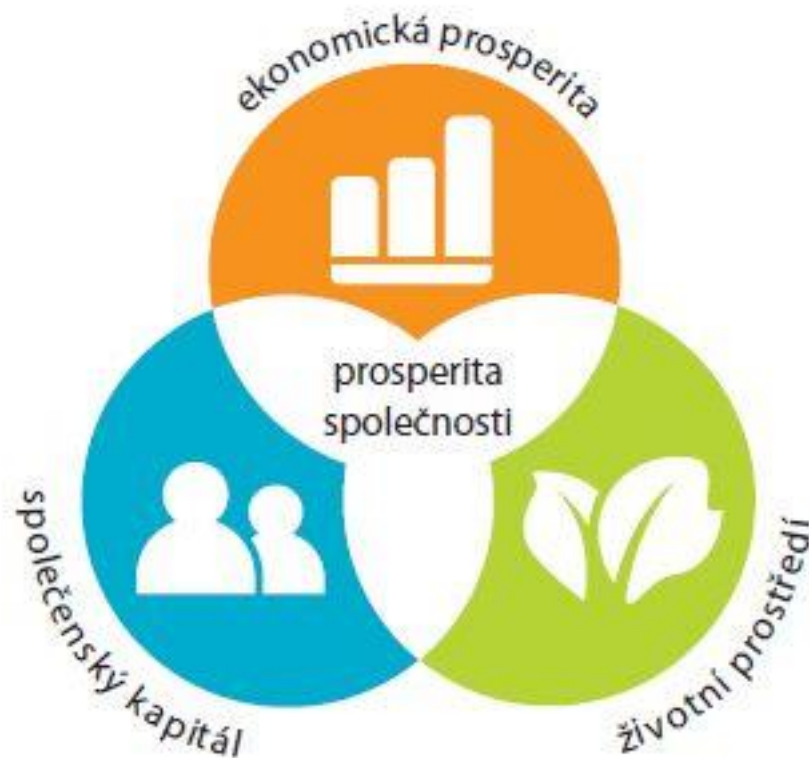 ekonomická prosperita
prosperita
společnosti
společenský kapitál
životní prostředí